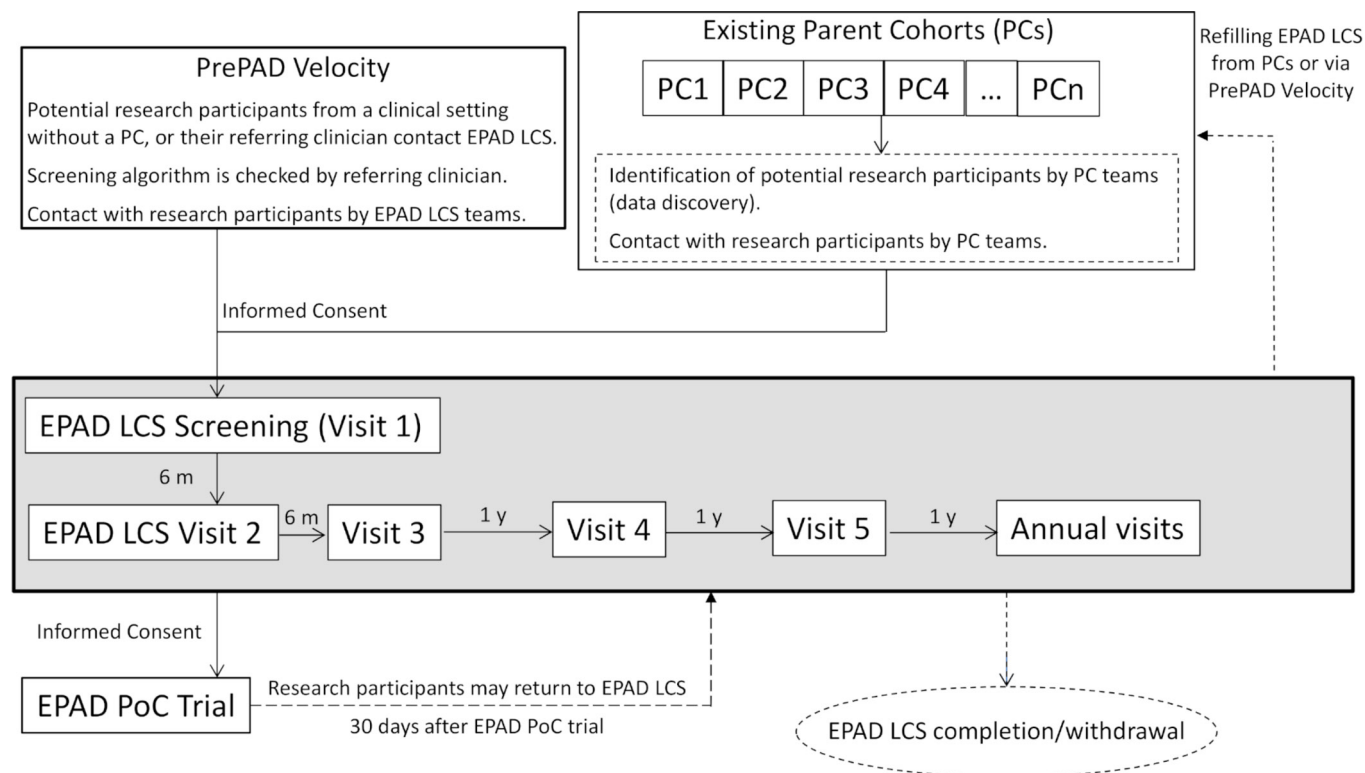 PrePAD Velocity
Potential research participants from a clinical setting
without a PC, or their referring clinician contact EPAD LCS.
Screening algorithm is checked by referring clinician.
Contact with research participants by EPAD LCS teams.
Existing Parent Cohorts (PCs)
PC1 PC2 PC3 PC4 ... PCn
Identification of potential research participants by PC teams
(data discovery).
Contact with research participants by PC teams.
Refilling EPAD LCS
from PCs or via
PrePAD Velocity
Informed Consent
EPAD LCS Screening (Visit 1)
6 m
EPAD LCS Visit 2
6 m
Visit 3
1 y
Visit 4
1 y
Visit 5
1 y
Annual visits
Informed Consent
EPAD PoC Trial
Research participants may return to EPAD LCS
30 days after EPAD PoC trial
EPAD LCS completion/withdrawal